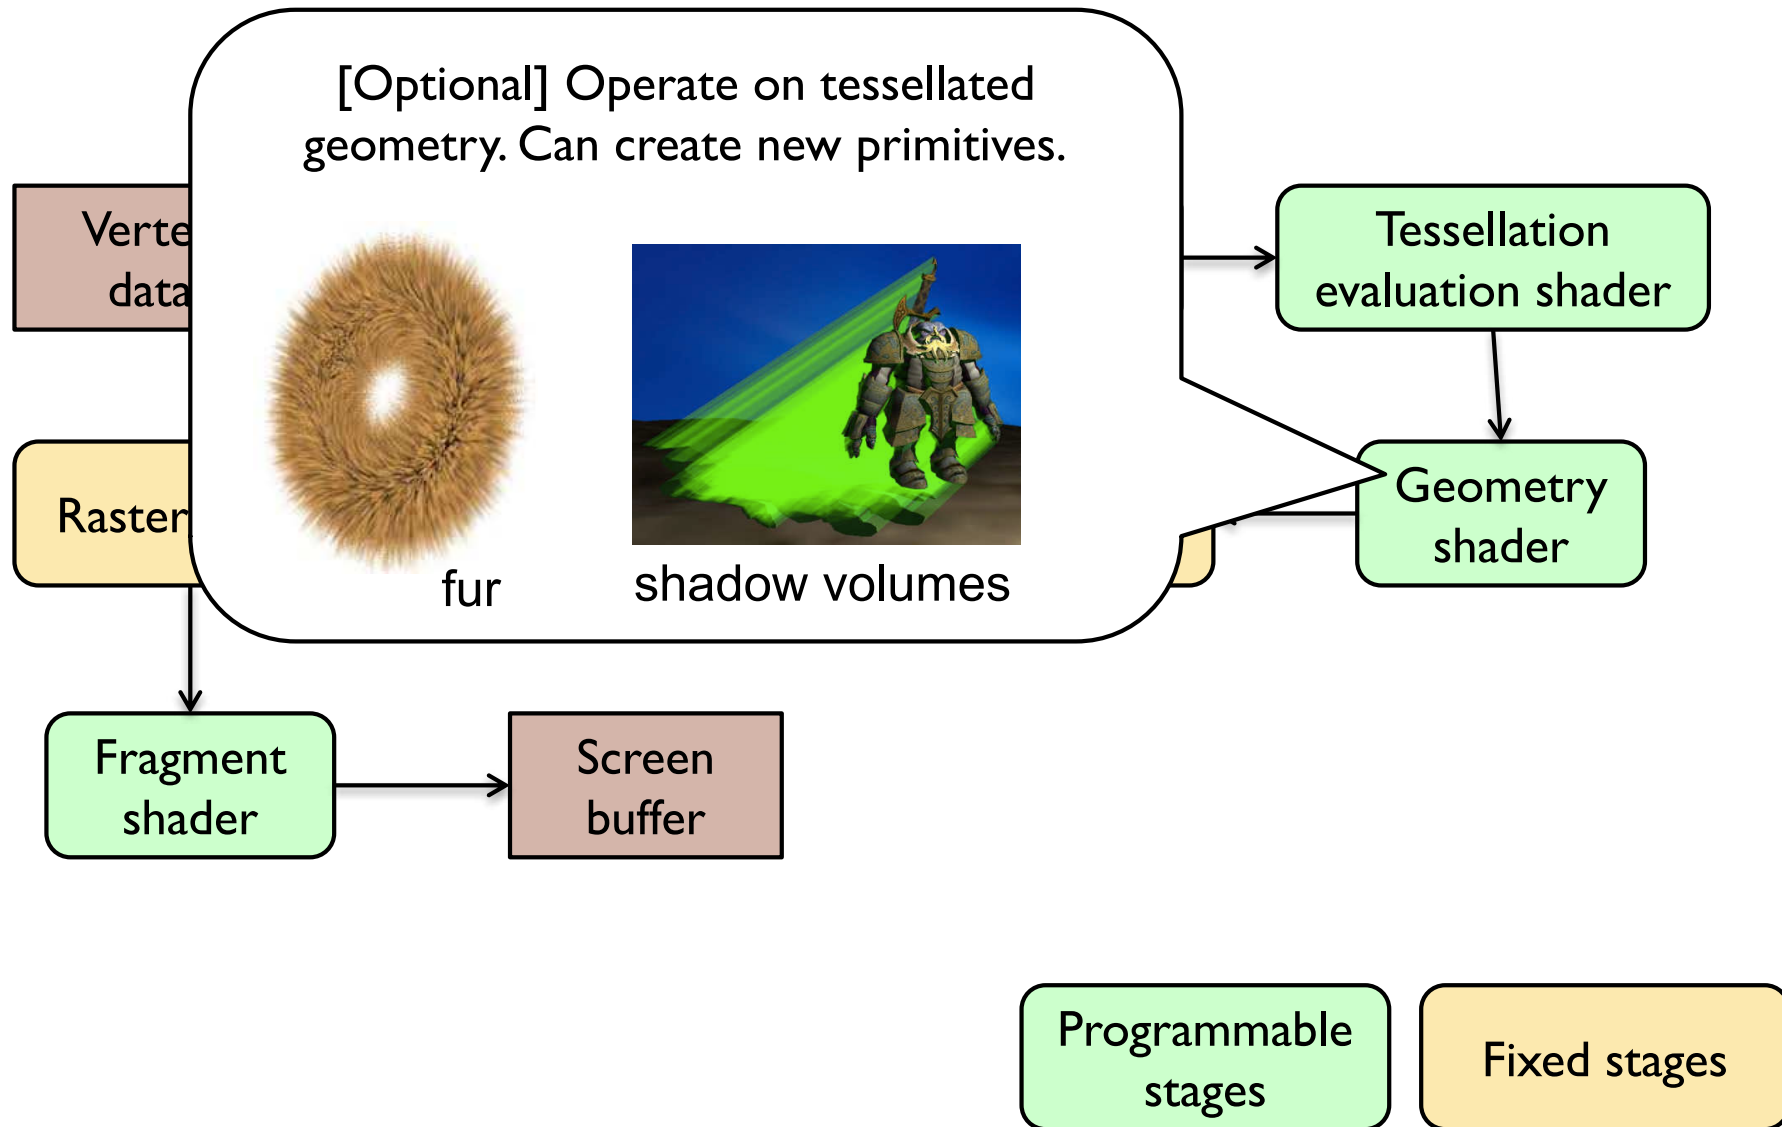 [Optional] Operate on tessellated
geometry. Can create new primitives.
Verte
data
Tessellation
evaluation shader
Raster
fur
shadow volumes
Geometry
shader
Fragment
shader
Screen
buffer
Programmable
stages
Fixed stages